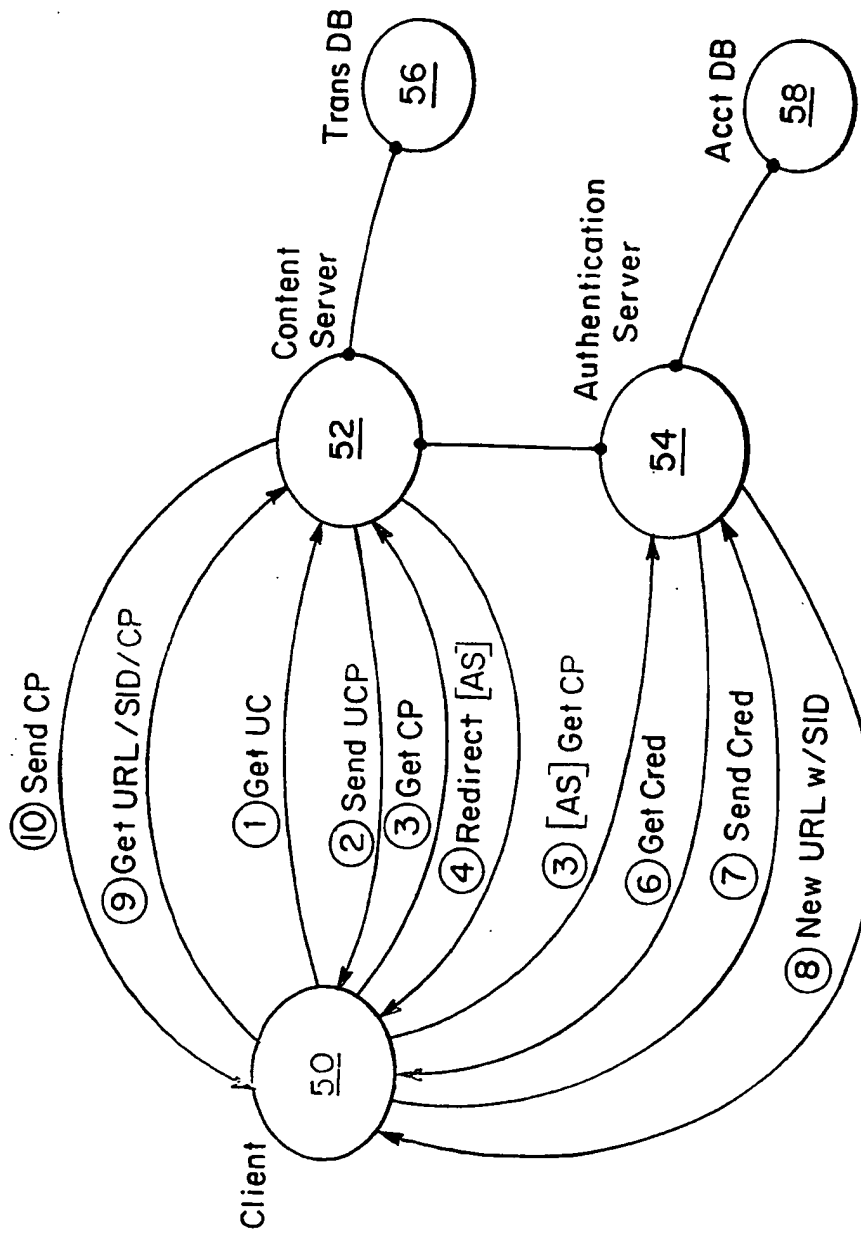 ⑩ Send CP
⑨ Get URL/SID/CP
① Get UC
② Send UCP
③ Get CP
④ Redirect [AS]
③ [AS] Get CP
⑥ Get Cred
⑦ Send Cred
⑧ New URL w/SID
Client
50
Content
Server
52
Trans DB
56
Authentication
Server
54
Acct DB
58